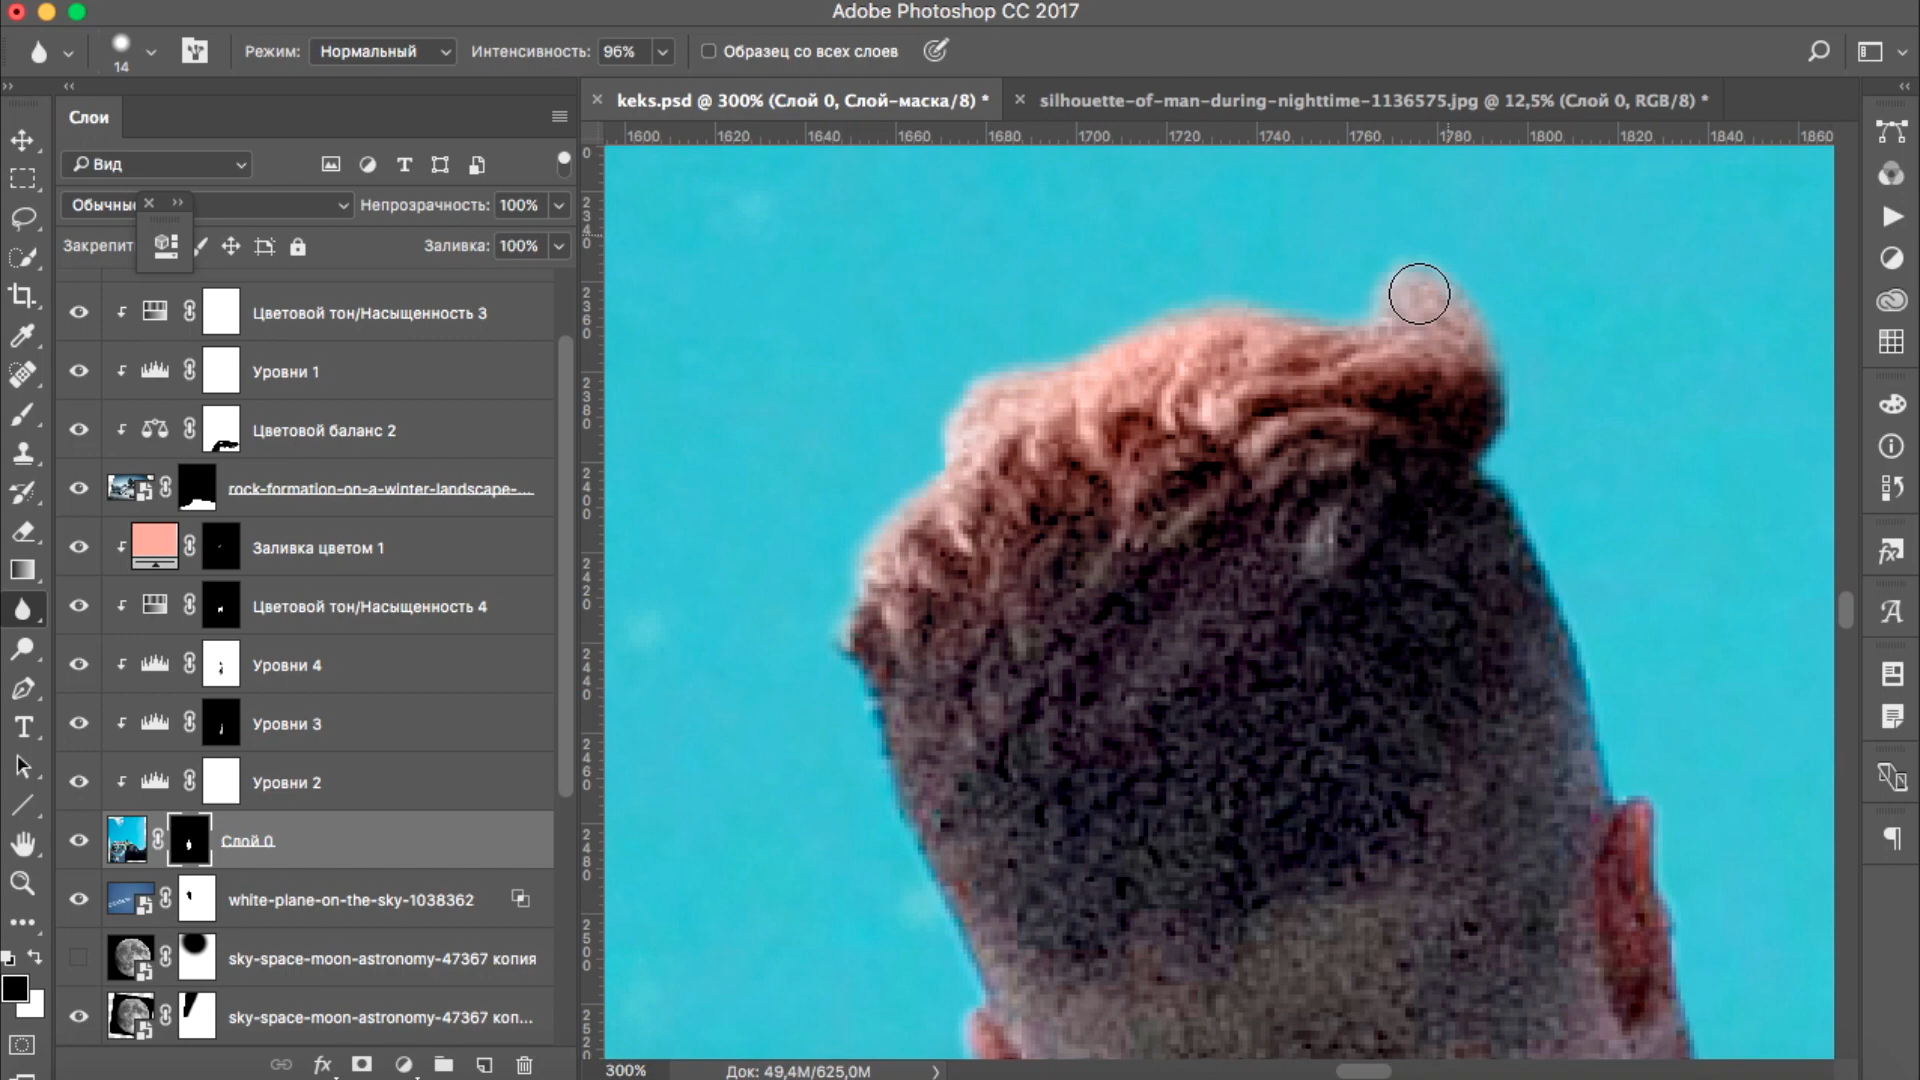 Adobe Photoshop CC 2017
14
Режим: Нормальный Интенсивность: 96% Образец со всех слоев
Слои
keks.psd @ 300% (Слой 0, Слой-маска/8) *
silhouette-of-man-during-nighttime-1136575.jpg @ 12,5% (Слой 0, RGB/8) *
1600 1620 1640 1660 1680 1700 1720 1740 1760 1780 1800 1820 1840 1860
Вид
Обычны Непрозрачность: 100%
Закрепит Заливка: 100%
Цветовой тон/Насыщенность 3
Уровни 1
Цветовой баланс 2
rock-formation-on-a-winter-landscape-...
Заливка цветом 1
Цветовой тон/Насыщенность 4
Уровни 4
Уровни 3
Уровни 2
Слой 0
white-plane-on-the-sky-1038362
sky-space-moon-astronomy-47367 копия
sky-space-moon-astronomy-47367 коп...
300% Док: 49,4M/625,0M